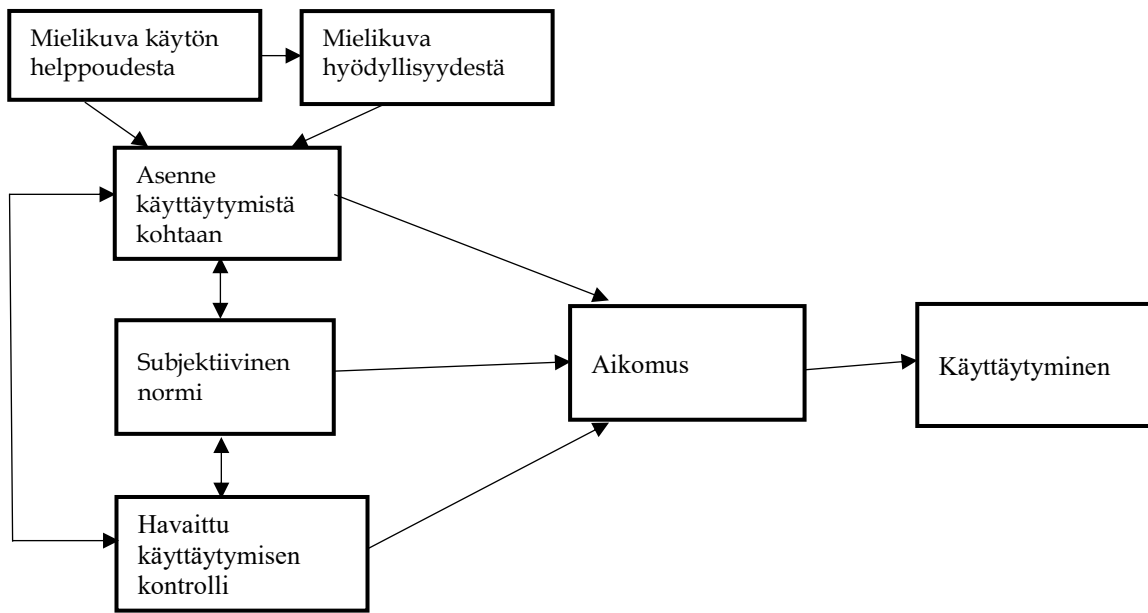 Mielikuva käytön
helppoudesta
Mielikuva
hyödyllisyydestä
Asenne
käyttäytymistä
kohtaan
Subjektiivinen
normi
Aikomus
Käyttäytyminen
Havaittu
käyttäytymisen
kontrolli